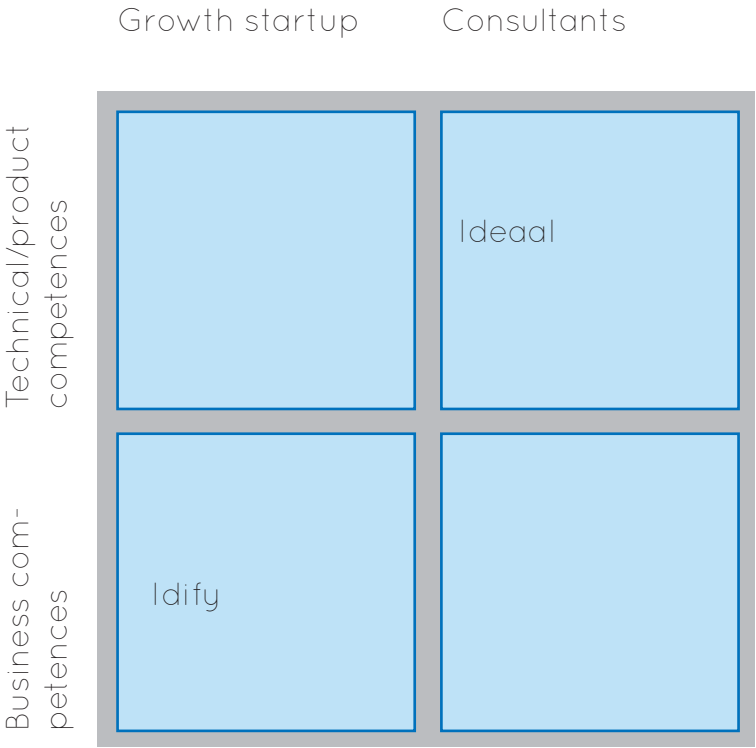 Growth startup
Consultants
Technical/product
competences
Ideaal
Business com-
petences
Idify